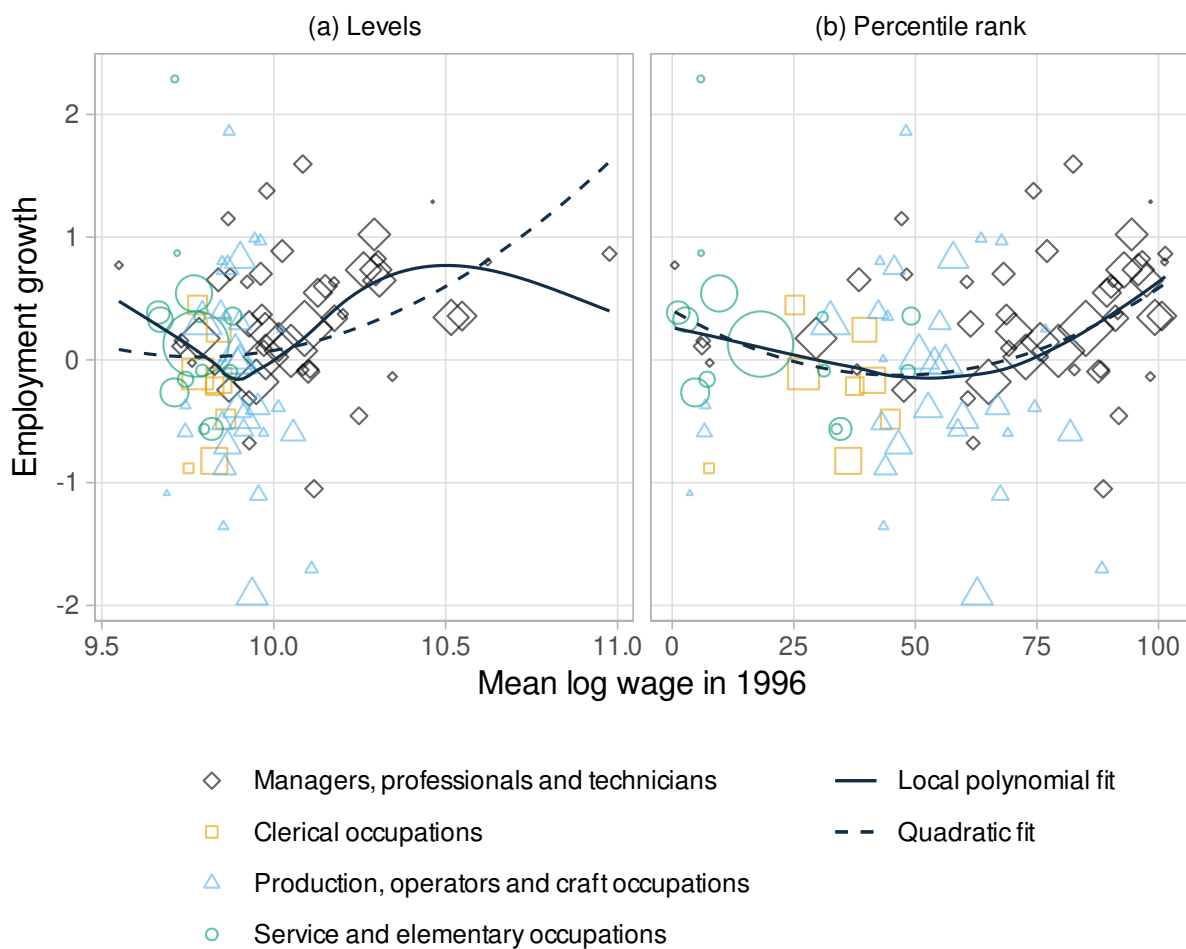 (a) Levels
(b) Percentile rank
Employment growth
2
1
0
-1
-2
9.5
10.0
10.5
11.0
0
25
50
75
100
Mean log wage in 1996
Managers, professionals and technicians
Clerical occupations
Production, operators and craft occupations
Service and elementary occupations
Local polynomial fit
Quadratic fit